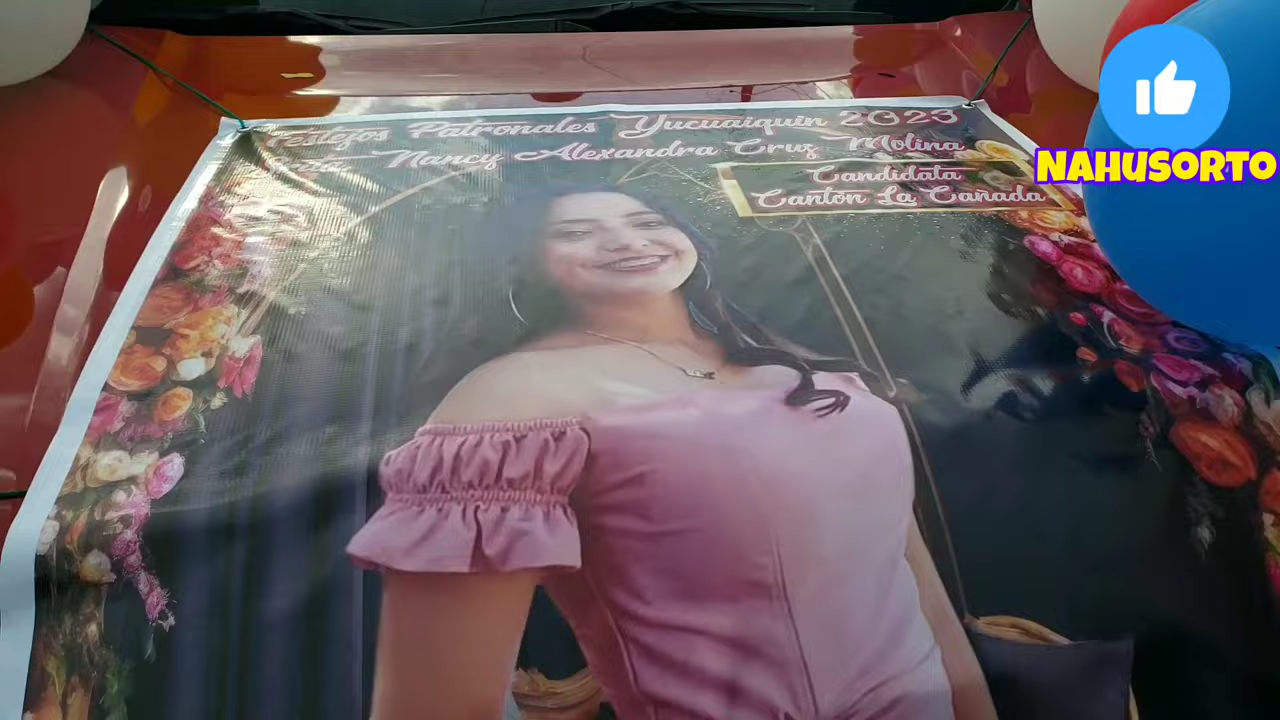 Festejos Patronales Yucuaiquin 2023
Nancy Alexandra Cruz Molina
Candidata
Cantón La Cañada
NAHUSORTO